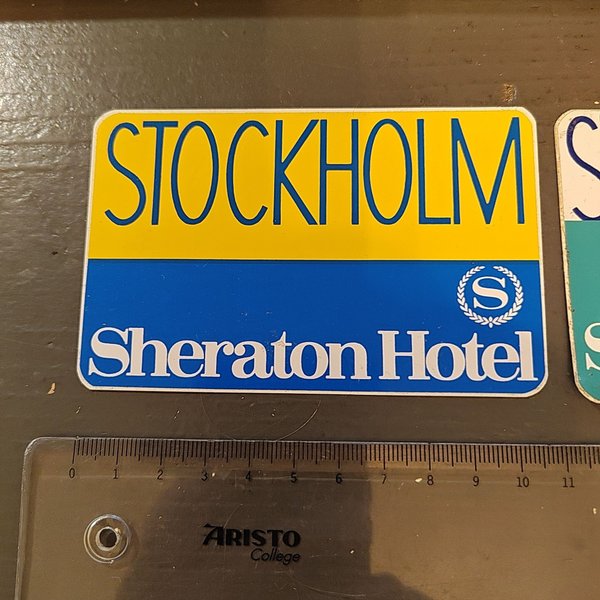 STOCKHOLM
S
S
Sheraton Hotel
S
0 1 2 3 4 5 6 7 8 9 10 11
ARISTO
College